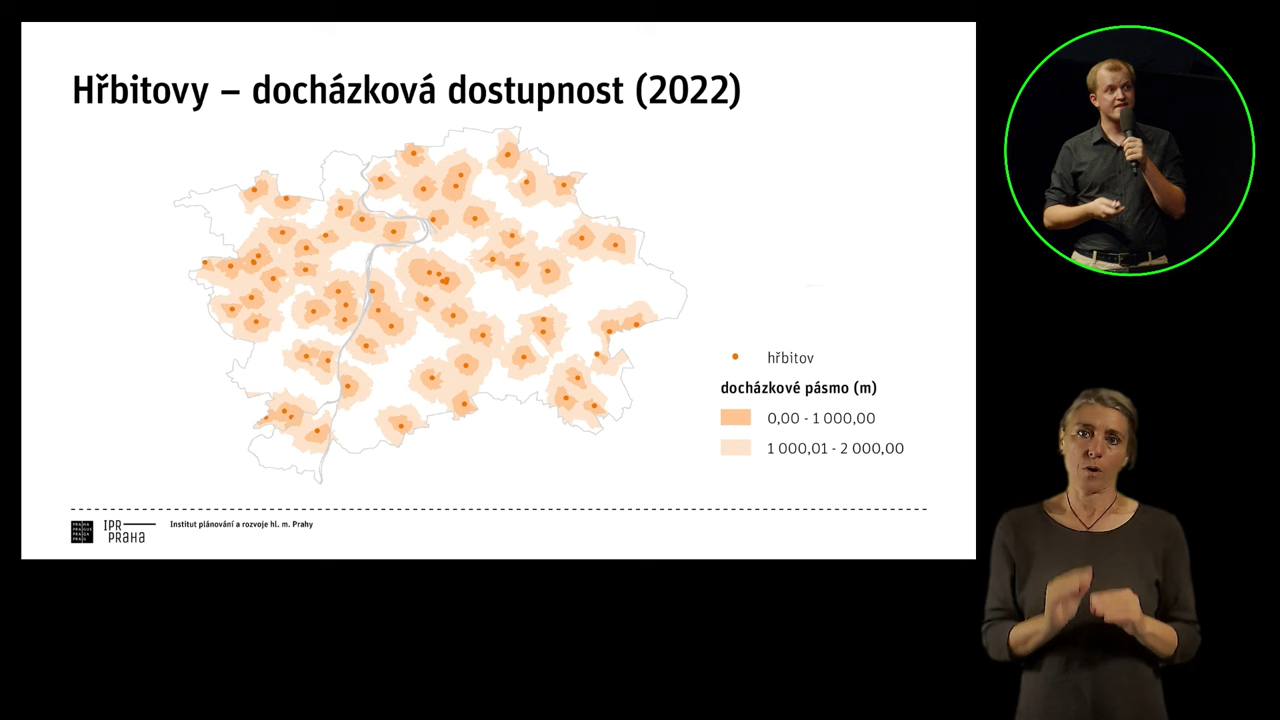 Hřbitovy – docházková dostupnost (2022)
hřbitov
docházkové pásmo (m)
0,00 - 1 000,00
1 000,01 - 2 000,00
IPR
PRAHA
Institut plánování a rozvoje hl. m. Prahy